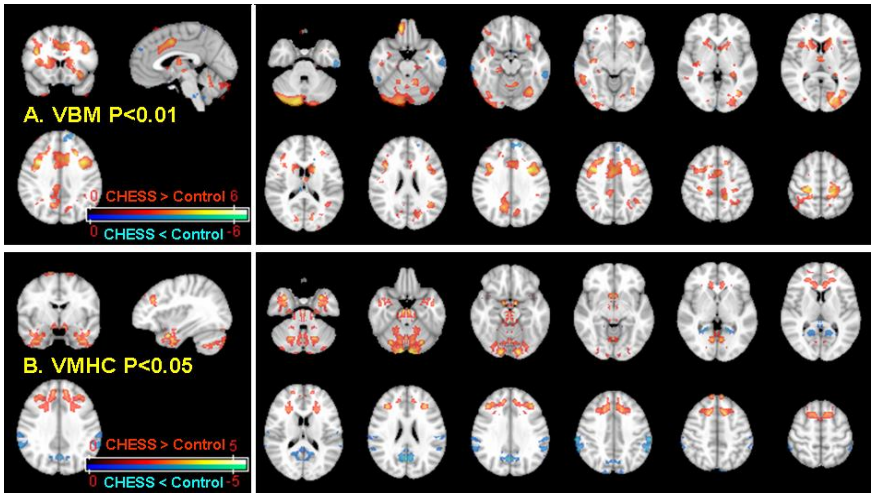 A. VBM P<0.01
0 CHESS > Control 6
0 CHESS < Control -6
B. VMHC P<0.05
0 CHESS > Control 5
0 CHESS < Control -5